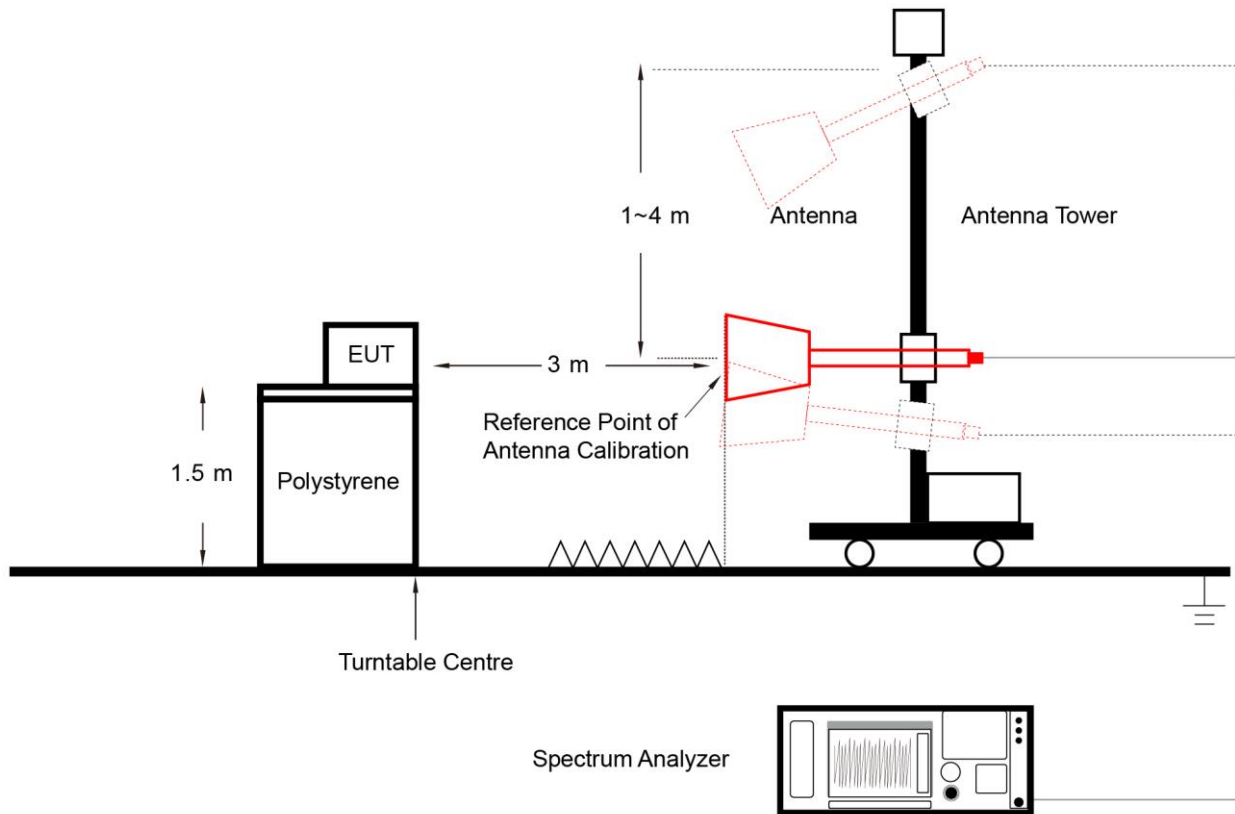 1~4 m
Antenna
Antenna Tower
EUT
3 m
Reference Point of
Antenna Calibration
1.5 m
Polystyrene
Turntable Centre
Spectrum Analyzer